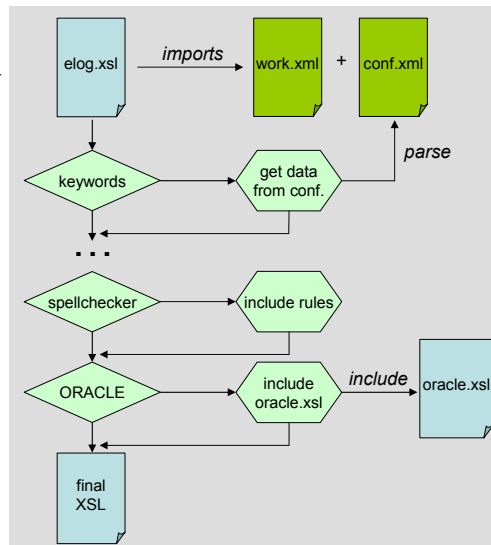 elog.xsl
imports
work.xml
+
conf.xml
parse
keywords
get data
from conf.
...
spellchecker
include rules
ORACLE
include
oracle.xsl
include
oracle.xsl
final
XSL